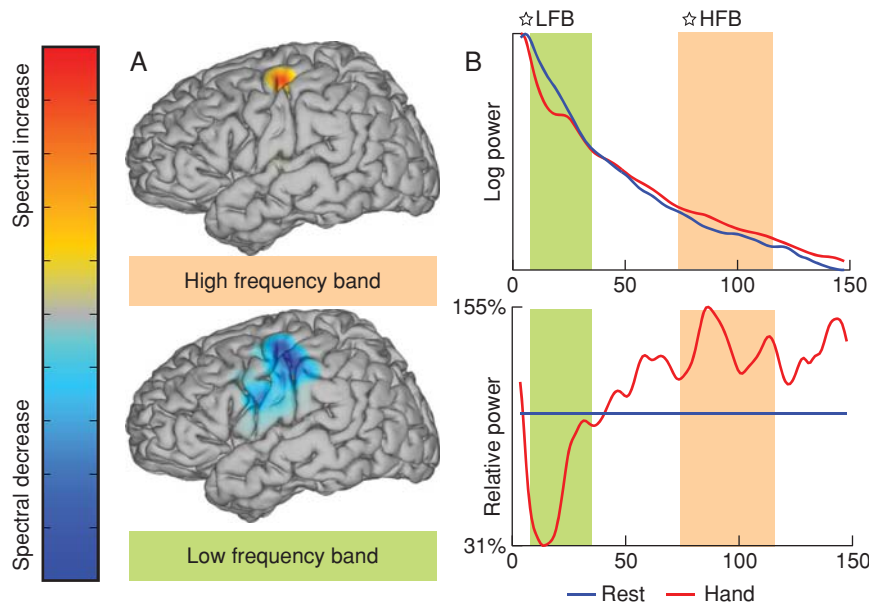 Spectral increase
Spectral decrease
A
High frequency band
Low frequency band
B
☆LFB
☆HFB
Log power
0
50
100
150
155%
Relative power
31%
0
50
100
150
Rest
Hand